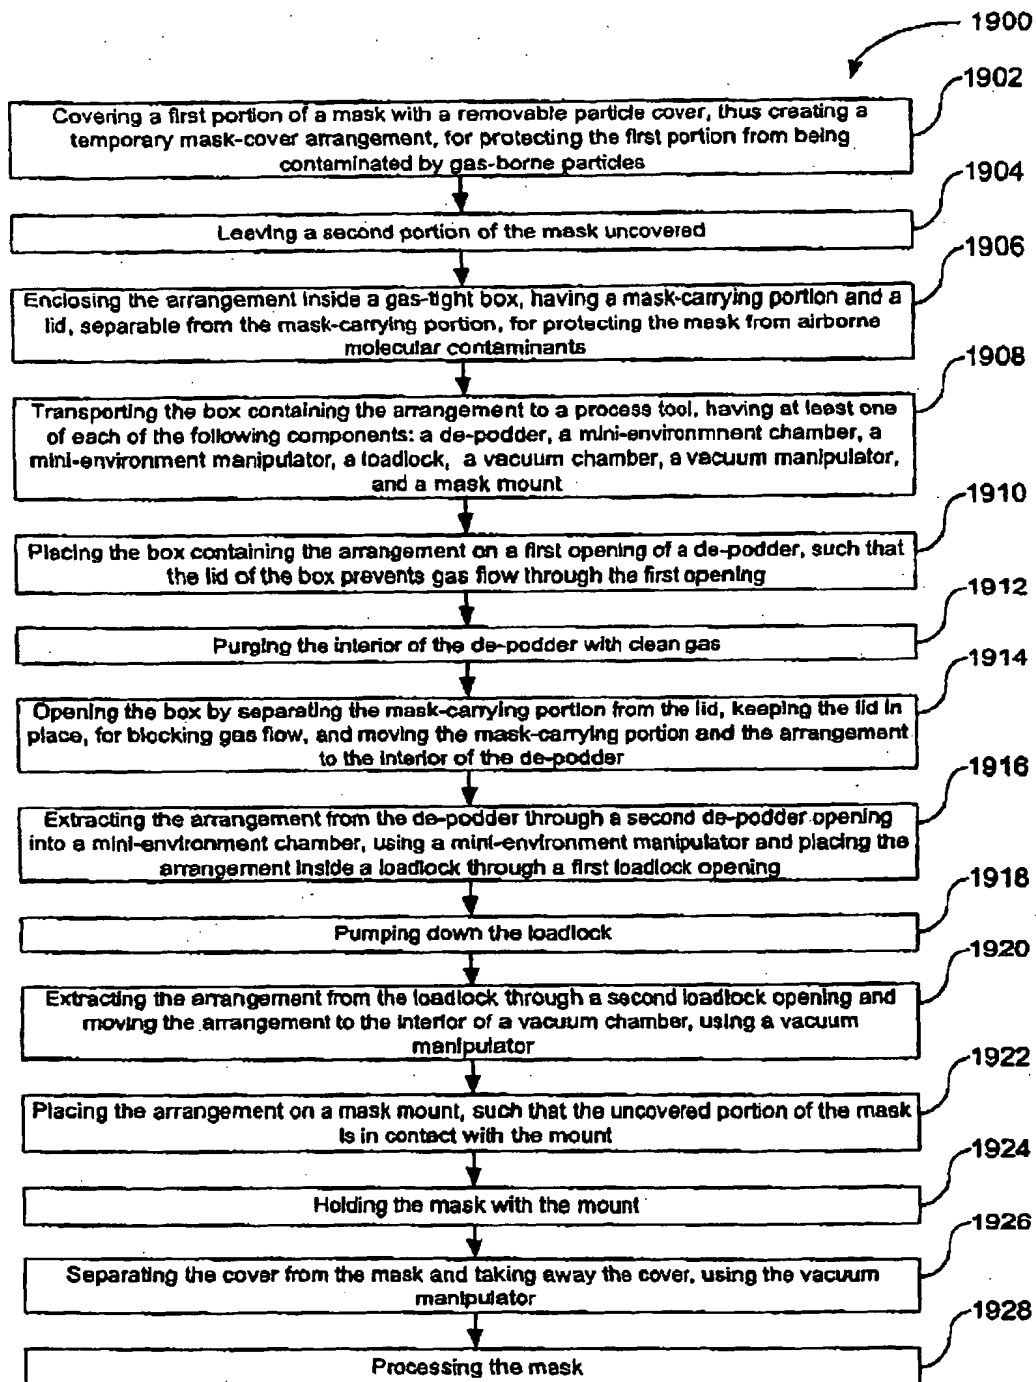 1900
1902
Covering a first portion of a mask with a removable particle cover, thus creating a
temporary mask-cover arrangement, for protecting the first portion from being
contaminated by gas-borne particles
1904
Leaving a second portion of the mask uncovered
1906
Enclosing the arrangement inside a gas-tight box, having a mask-carrying portion and a
lid, separable from the mask-carrying portion, for protecting the mask from airborne
molecular contaminants
1908
Transporting the box containing the arrangement to a process tool, having at least one
of each of the following components: a de-podder, a mini-environmnent chamber, a
mini-environment manipulator, a loadlock, a vacuum chamber, a vacuum manipulator,
and a mask mount
1910
Placing the box containing the arrangement on a first opening of a de-podder, such that
the lid of the box prevents gas flow through the first opening
1912
Purging the interior of the de-podder with clean gas
1914
Opening the box by separating the mask-carrying portion from the lid, keeping the lid in
place, for blocking gas flow, and moving the mask-carrying portion and the arrangement
to the interior of the de-podder
1916
Extracting the arrangement from the de-podder through a second de-podder opening
into a mini-environment chamber, using a mini-environment manipulator and placing the
arrangement inside a loadlock through a first loadlock opening
1918
Pumping down the loadlock
1920
Extracting the arrangement from the loadlock through a second loadlock opening and
moving the arrangement to the interior of a vacuum chamber, using a vacuum
manipulator
1922
Placing the arrangement on a mask mount, such that the uncovered portion of the mask
is in contact with the mount
1924
Holding the mask with the mount
1926
Separating the cover from the mask and taking away the cover, using the vacuum
manipulator
1928
Processing the mask